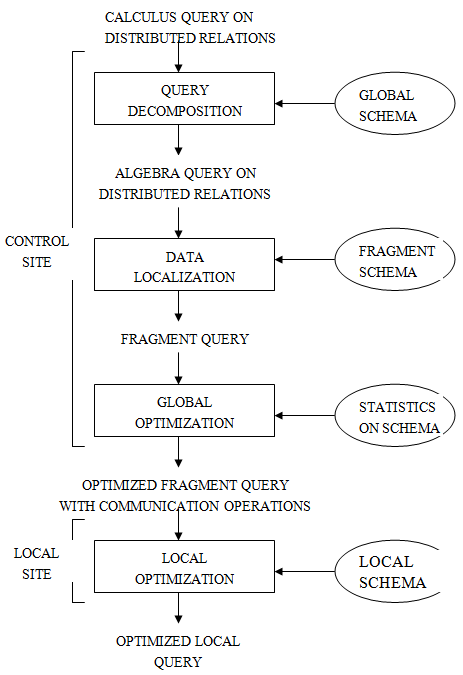 CALCULUS QUERY ON
DISTRIBUTED RELATIONS
QUERY
DECOMPOSITION
GLOBAL
SCHEMA
ALGEBRA QUERY ON
DISTRIBUTED RELATIONS
CONTROL
SITE
DATA
LOCALIZATION
FRAGMENT
SCHEMA
FRAGMENT QUERY
GLOBAL
OPTIMIZATION
STATISTICS
ON SCHEMA
OPTIMIZED FRAGMENT QUERY
WITH COMMUNICATION OPERATIONS
LOCAL
SITE
LOCAL
OPTIMIZATION
LOCAL
SCHEMA
OPTIMIZED LOCAL
QUERY